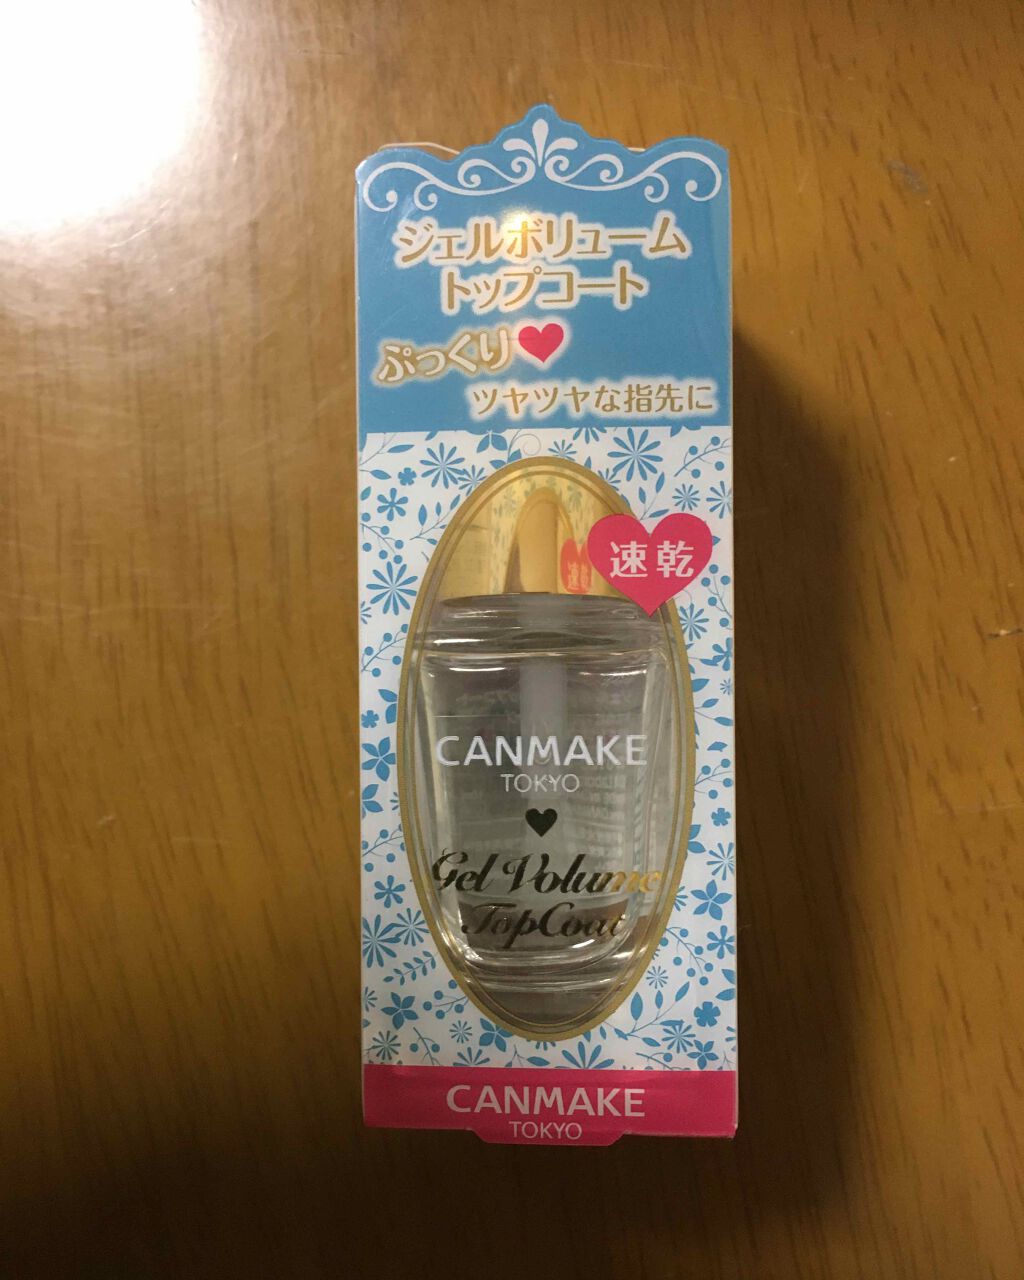 ジェルボリューム
トップコート
ぷっくり♥
ツヤツヤな指先に
速乾
CANMAKE
TOKYO
Gel Volume
TopCoat
CANMAKE
TOKYO